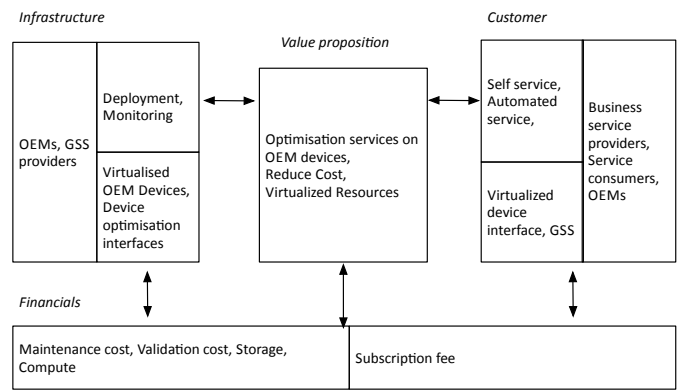 Infrastructure
Customer
Value proposition
OEMs, GSS
providers
Deployment,
Monitoring
Virtualised
OEM Devices,
Device
optimisation
interfaces
Optimisation services on
OEM devices,
Reduce Cost,
Virtualized Resources
Self service,
Automated
service,
Virtualized
device
interface, GSS
Business
service
providers,
Service
consumers,
OEMs
Financials
Maintenance cost, Validation cost, Storage,
Compute
Subscription fee